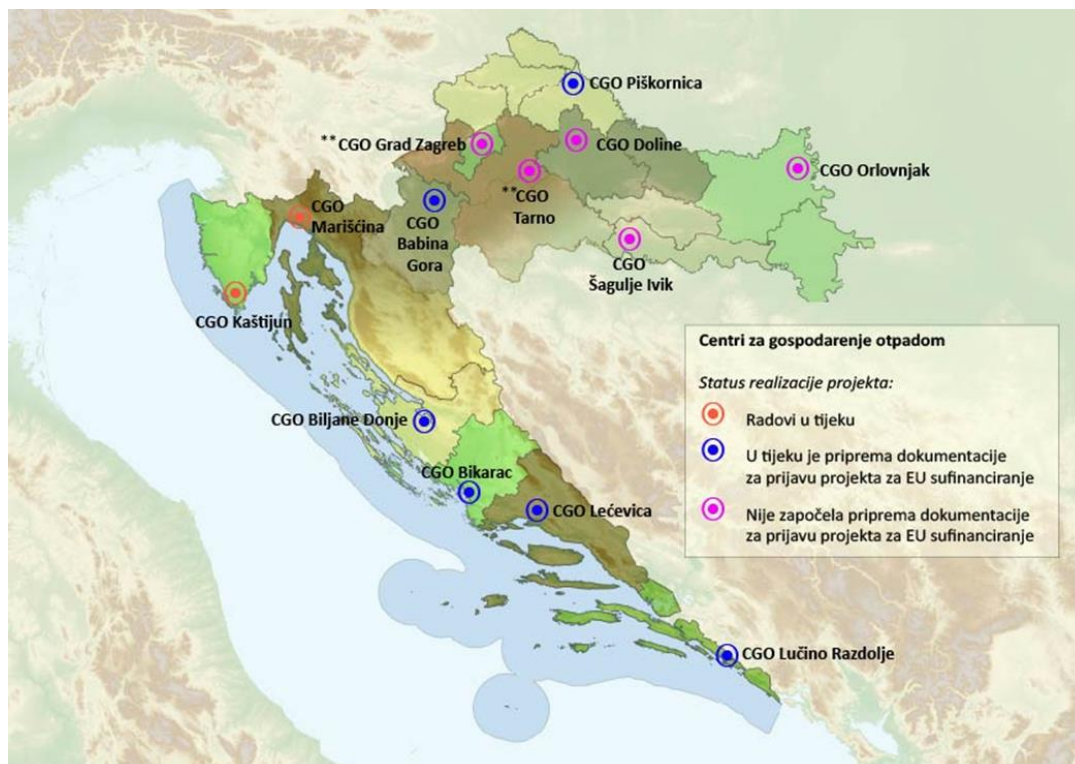 CGO Piškornica
**CGO Grad Zagreb
CGO Doline
CGO Orlovnjak
**CGO
Tarno
CGO
Marišćina
CGO
Babina
Gora
CGO
Šagulje Ivik
CGO Kaštijun
Centri za gospodarenje otpadom
Status realizacije projekta:
Radovi u tijeku
U tijeku je priprema dokumentacije
za prijavu projekta za EU sufinanciranje
Nije započela priprema dokumentacije
za prijavu projekta za EU sufinanciranje
CGO Biljane Donje
CGO Bikarac
CGO Lećevica
CGO Lučino Razdolje